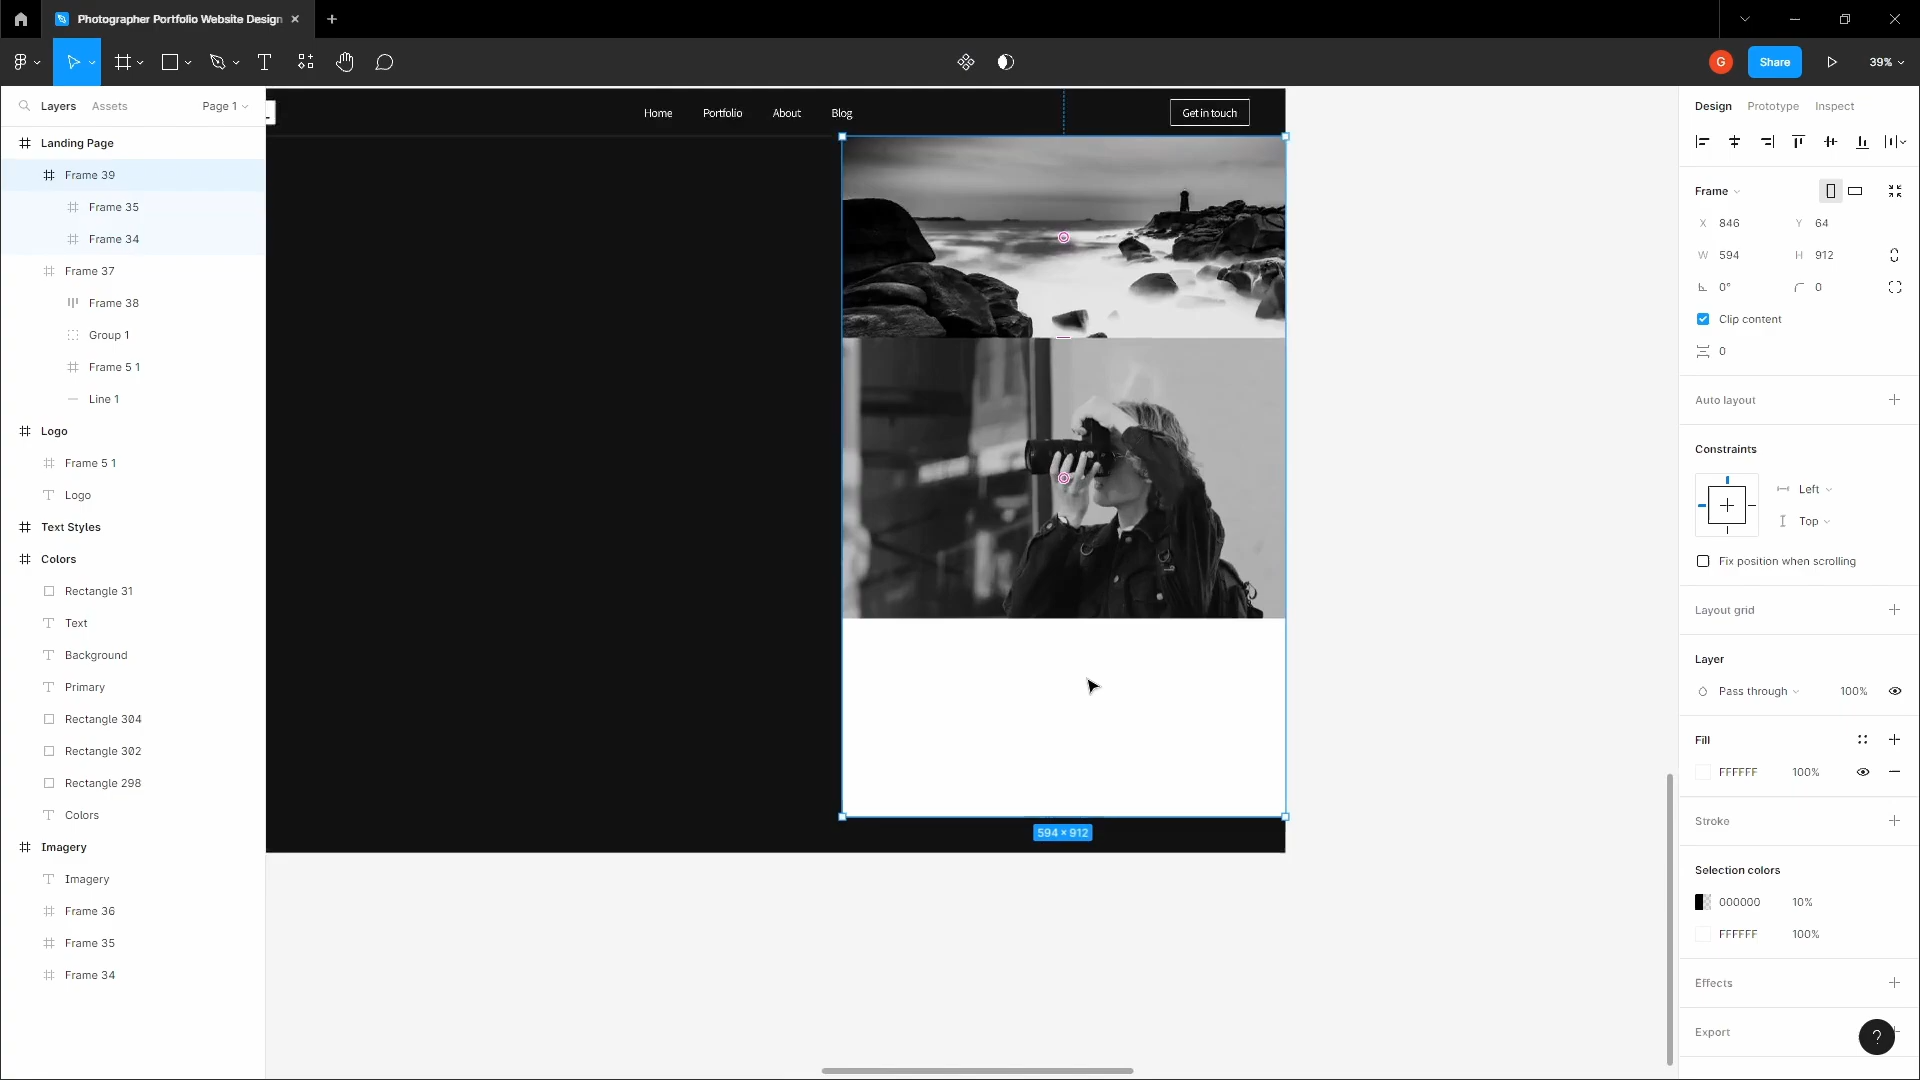 Photographer Portfolio Website Design
39%
Share
G
Layers
Assets
Page 1
Landing Page
Frame 39
Frame 35
Frame 34
Frame 37
Frame 38
Group 1
Frame 5 1
Line 1
Logo
Frame 5 1
Logo
Text Styles
Colors
Rectangle 31
Text
Background
Primary
Rectangle 304
Rectangle 302
Rectangle 298
Colors
Imagery
Imagery
Frame 36
Frame 35
Frame 34
Home
Portfolio
About
Blog
Get in touch
594 × 912
Design
Prototype
Inspect
Frame
X 846
Y 64
W 594
H 912
0°
0
Clip content
0
Auto layout
Constraints
Left
Top
Fix position when scrolling
Layout grid
Layer
Pass through
100%
Fill
FFFFFF
100%
Stroke
Selection colors
000000
10%
FFFFFF
100%
Effects
Export
?